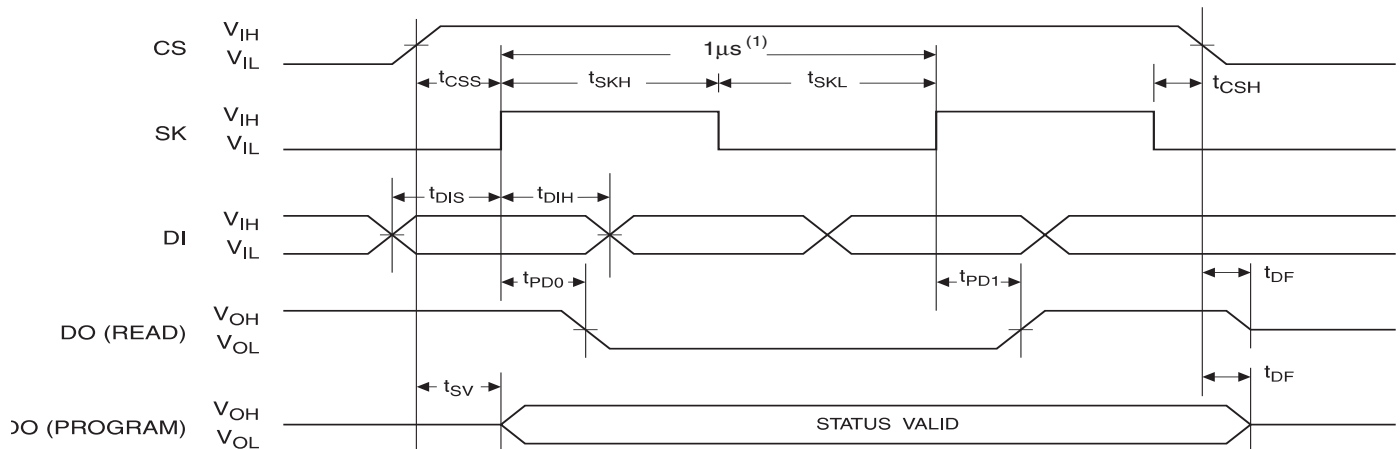 CS VIH
VIL
1µs (1)
tCSS tSKH tSKL tCSH
SK VIH
VIL
tDIS tDIH
DI VIH
VIL
tPD0 tPD1 tDF
DO (READ) VOH
VOL
tSV tDF
DO (PROGRAM) VOH
VOL
STATUS VALID